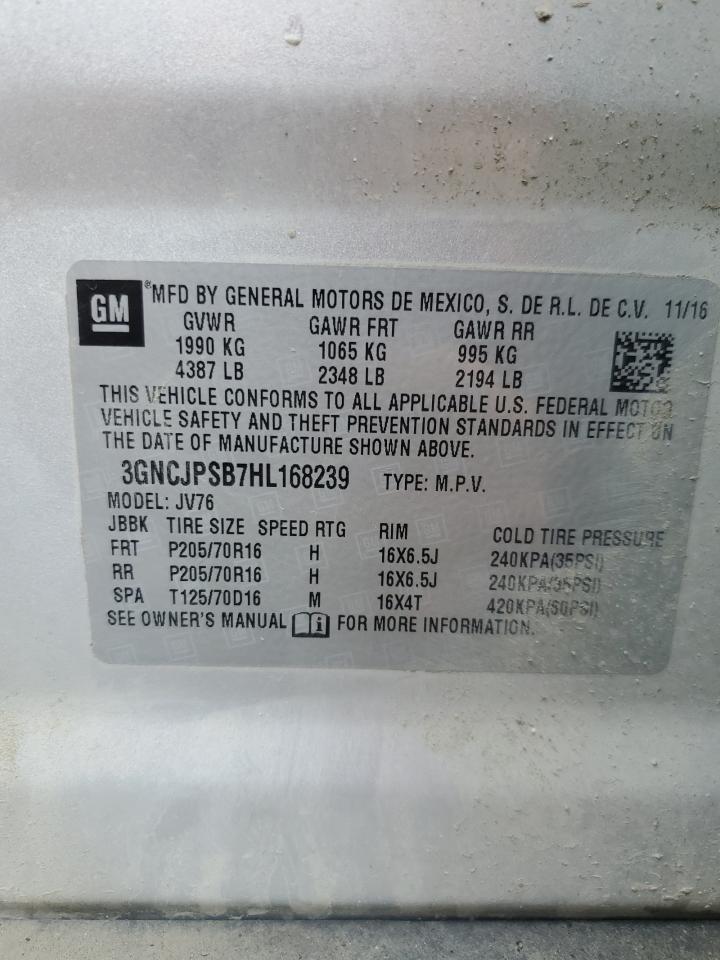 GM ® MFD BY GENERAL MOTORS DE MEXICO, S. DE R.L. DE C.V. 11/16
GVWR GAWR FRT GAWR RR
1990 KG 1065 KG 995 KG
4387 LB 2348 LB 2194 LB
THIS VEHICLE CONFORMS TO ALL APPLICABLE U.S. FEDERAL MOTOR
VEHICLE SAFETY AND THEFT PREVENTION STANDARDS IN EFFECT ON
THE DATE OF MANUFACTURE SHOWN ABOVE.
3GNCJPSB7HL168239 TYPE: M.P.V.
MODEL: JV76
JBBK TIRE SIZE SPEED RTG RIM COLD TIRE PRESSURE
FRT P205/70R16 H 16X6.5J 240KPA(35PSI)
RR P205/70R16 H 16X6.5J 240KPA(35PSI)
SPA T125/70D16 M 16X4T 420KPA(60PSI)
SEE OWNER'S MANUAL i FOR MORE INFORMATION.